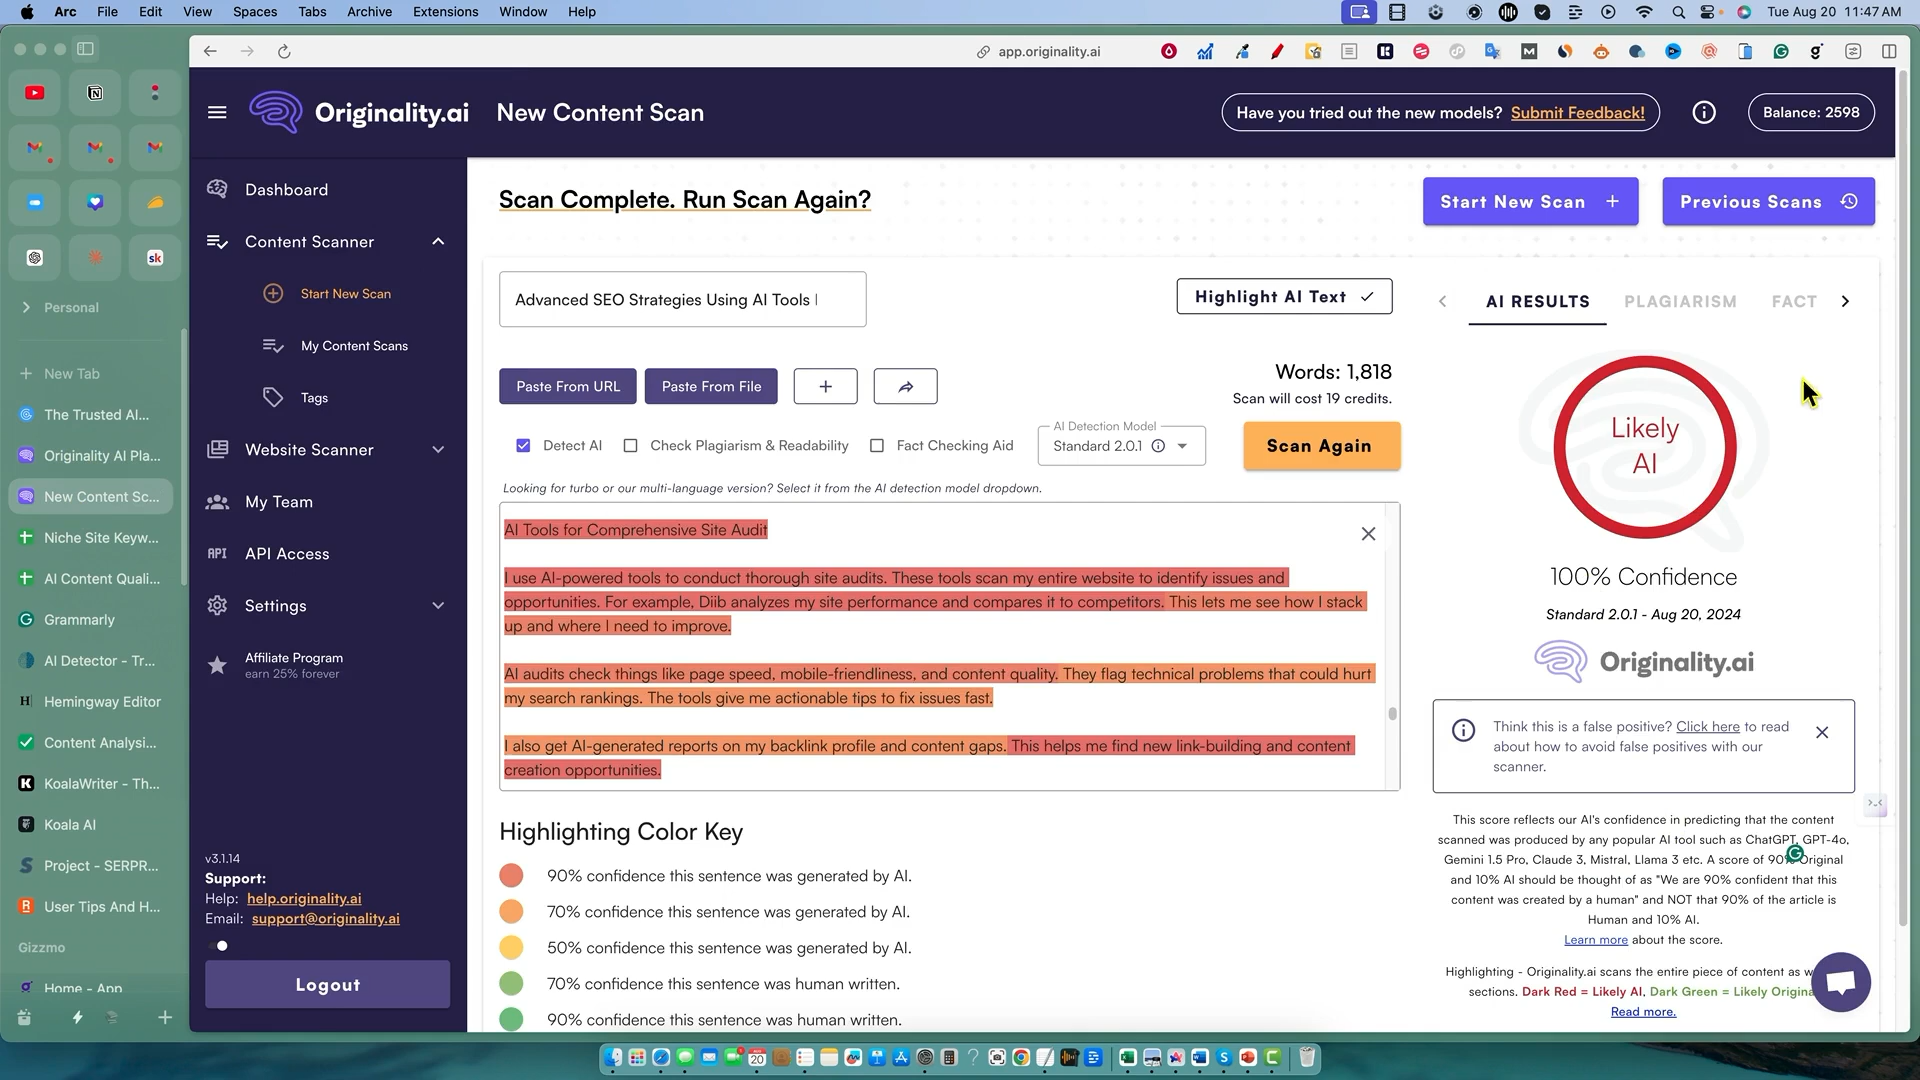 Arc File Edit View Spaces Tabs Archive Extensions Window Help
Tue Aug 20 11:47 AM
app.originality.ai
Originality.ai
New Content Scan
Have you tried out the new models? Submit Feedback!
Balance: 2598
Personal
New Tab
The Trusted AI...
Originality AI Pla...
New Content Sc...
Niche Site Keyw...
AI Content Quali...
Grammarly
AI Detector - Tr...
Hemingway Editor
Content Analysi...
KoalaWriter - Th...
Koala AI
Project - SERPR...
User Tips And H...
Gizzmo
Home - App
Dashboard
Content Scanner
Start New Scan
My Content Scans
Tags
Website Scanner
My Team
API API Access
Settings
Affiliate Program
earn 25% forever
v3.1.14
Support:
Help: help.originality.ai
Email: support@originality.ai
Logout
Scan Complete. Run Scan Again?
Start New Scan +
Previous Scans
Advanced SEO Strategies Using AI Tools |
Highlight AI Text
Paste From URL
Paste From File
Words: 1,818
Scan will cost 19 credits.
Detect AI
Check Plagiarism & Readability
Fact Checking Aid
AI Detection Model
Standard 2.0.1
Scan Again
Looking for turbo or our multi-language version? Select it from the AI detection model dropdown.
AI Tools for Comprehensive Site Audit
I use AI-powered tools to conduct thorough site audits. These tools scan my entire website to identify issues and
opportunities. For example, Diib analyzes my site performance and compares it to competitors. This lets me see how I stack
up and where I need to improve.
AI audits check things like page speed, mobile-friendliness, and content quality. They flag technical problems that could hurt
my search rankings. The tools give me actionable tips to fix issues fast.
I also get AI-generated reports on my backlink profile and content gaps. This helps me find new link-building and content
creation opportunities.
Highlighting Color Key
90% confidence this sentence was generated by AI.
70% confidence this sentence was generated by AI.
50% confidence this sentence was generated by AI.
70% confidence this sentence was human written.
90% confidence this sentence was human written.
AI RESULTS
PLAGIARISM
FACT
Likely
AI
100% Confidence
Standard 2.0.1 - Aug 20, 2024
Originality.ai
Think this is a false positive? Click here to read
about how to avoid false positives with our
scanner.
This score reflects our AI's confidence in predicting that the content
scanned was produced by any popular AI tool such as ChatGPT, GPT-4o,
Gemini 1.5 Pro, Claude 3, Mistral, Llama 3 etc. A score of 90% Original
and 10% AI should be thought of as "We are 90% confident that this
content was created by a human" and NOT that 90% of the article is
Human and 10% AI.
Learn more about the score.
Highlighting - Originality.ai scans the entire piece of content as
sections. Dark Red = Likely AI, Dark Green = Likely
Read more.